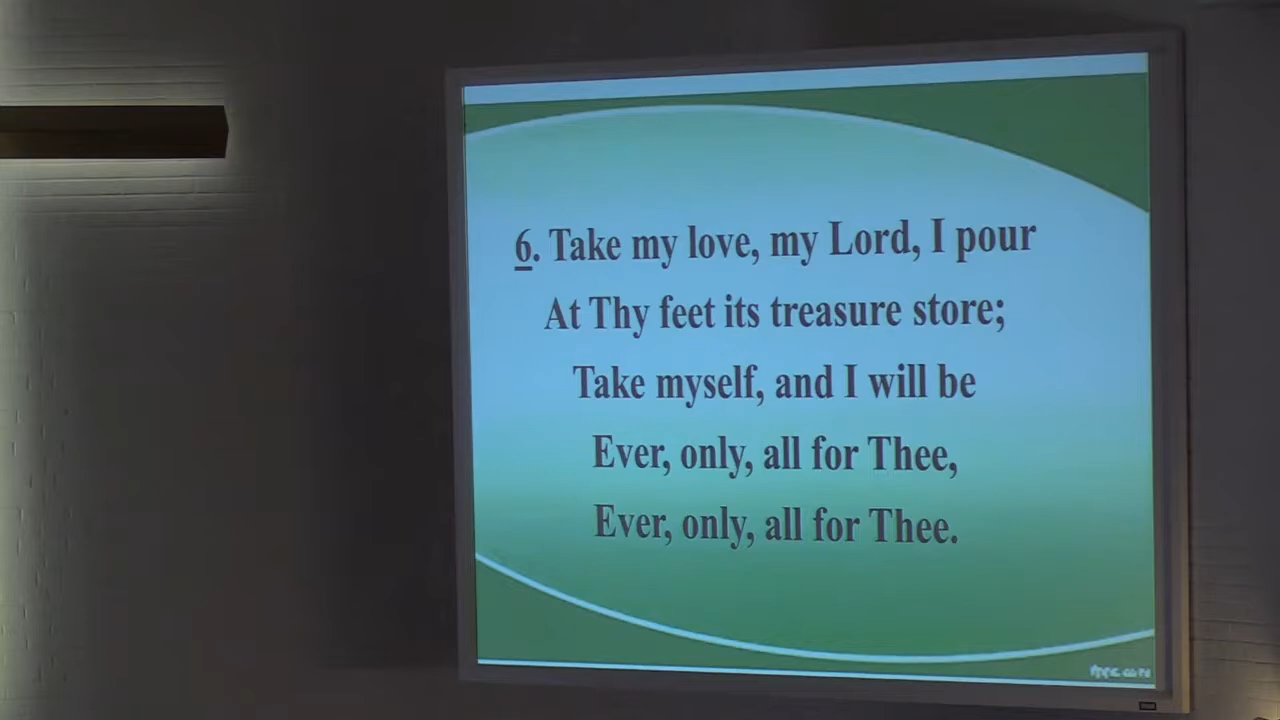 6. Take my love, my Lord, I pour
At Thy feet its treasure store;
Take myself, and I will be
Ever, only, all for Thee,
Ever, only, all for Thee.